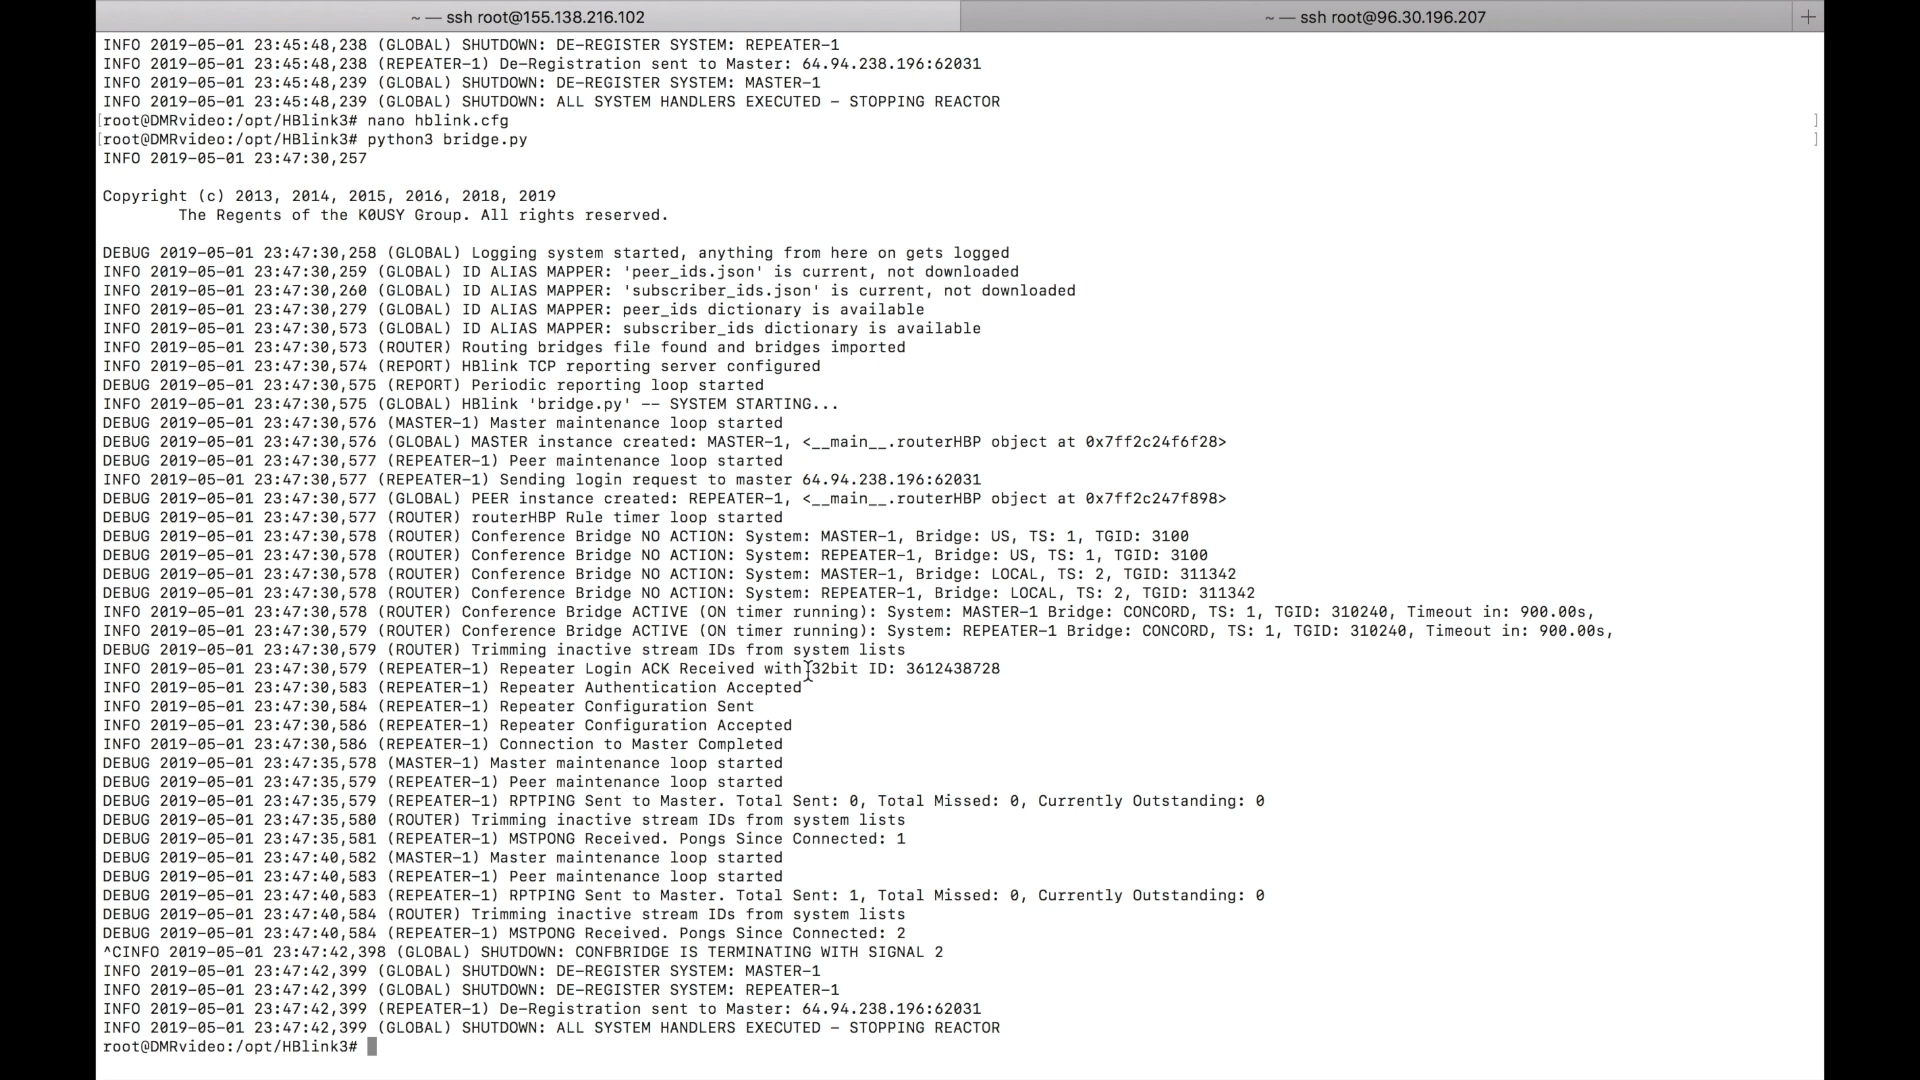 ~ — ssh root@155.138.216.102
~ — ssh root@96.30.196.207
+
INFO 2019-05-01 23:45:48,238 (GLOBAL) SHUTDOWN: DE-REGISTER SYSTEM: REPEATER-1
INFO 2019-05-01 23:45:48,238 (REPEATER-1) De-Registration sent to Master: 64.94.238.196:62031
INFO 2019-05-01 23:45:48,239 (GLOBAL) SHUTDOWN: DE-REGISTER SYSTEM: MASTER-1
INFO 2019-05-01 23:45:48,239 (GLOBAL) SHUTDOWN: ALL SYSTEM HANDLERS EXECUTED - STOPPING REACTOR
[root@DMRvideo:/opt/HBlink3# nano hblink.cfg ]
[root@DMRvideo:/opt/HBlink3# python3 bridge.py ]
INFO 2019-05-01 23:47:30,257
Copyright (c) 2013, 2014, 2015, 2016, 2018, 2019
The Regents of the K0USY Group. All rights reserved.
DEBUG 2019-05-01 23:47:30,258 (GLOBAL) Logging system started, anything from here on gets logged
INFO 2019-05-01 23:47:30,259 (GLOBAL) ID ALIAS MAPPER: 'peer_ids.json' is current, not downloaded
INFO 2019-05-01 23:47:30,260 (GLOBAL) ID ALIAS MAPPER: 'subscriber_ids.json' is current, not downloaded
INFO 2019-05-01 23:47:30,279 (GLOBAL) ID ALIAS MAPPER: peer_ids dictionary is available
INFO 2019-05-01 23:47:30,573 (GLOBAL) ID ALIAS MAPPER: subscriber_ids dictionary is available
INFO 2019-05-01 23:47:30,573 (ROUTER) Routing bridges file found and bridges imported
INFO 2019-05-01 23:47:30,574 (REPORT) HBlink TCP reporting server configured
DEBUG 2019-05-01 23:47:30,575 (REPORT) Periodic reporting loop started
INFO 2019-05-01 23:47:30,575 (GLOBAL) HBlink 'bridge.py' -- SYSTEM STARTING...
DEBUG 2019-05-01 23:47:30,576 (MASTER-1) Master maintenance loop started
DEBUG 2019-05-01 23:47:30,576 (GLOBAL) MASTER instance created: MASTER-1, <__main__.routerHBP object at 0x7ff2c24f6f28>
DEBUG 2019-05-01 23:47:30,577 (REPEATER-1) Peer maintenance loop started
INFO 2019-05-01 23:47:30,577 (REPEATER-1) Sending login request to master 64.94.238.196:62031
DEBUG 2019-05-01 23:47:30,577 (GLOBAL) PEER instance created: REPEATER-1, <__main__.routerHBP object at 0x7ff2c247f898>
DEBUG 2019-05-01 23:47:30,577 (ROUTER) routerHBP Rule timer loop started
DEBUG 2019-05-01 23:47:30,578 (ROUTER) Conference Bridge NO ACTION: System: MASTER-1, Bridge: US, TS: 1, TGID: 3100
DEBUG 2019-05-01 23:47:30,578 (ROUTER) Conference Bridge NO ACTION: System: REPEATER-1, Bridge: US, TS: 1, TGID: 3100
DEBUG 2019-05-01 23:47:30,578 (ROUTER) Conference Bridge NO ACTION: System: MASTER-1, Bridge: LOCAL, TS: 2, TGID: 311342
DEBUG 2019-05-01 23:47:30,578 (ROUTER) Conference Bridge NO ACTION: System: REPEATER-1, Bridge: LOCAL, TS: 2, TGID: 311342
INFO 2019-05-01 23:47:30,578 (ROUTER) Conference Bridge ACTIVE (ON timer running): System: MASTER-1 Bridge: CONCORD, TS: 1, TGID: 310240, Timeout in: 900.00s,
INFO 2019-05-01 23:47:30,579 (ROUTER) Conference Bridge ACTIVE (ON timer running): System: REPEATER-1 Bridge: CONCORD, TS: 1, TGID: 310240, Timeout in: 900.00s,
DEBUG 2019-05-01 23:47:30,579 (ROUTER) Trimming inactive stream IDs from system lists
INFO 2019-05-01 23:47:30,579 (REPEATER-1) Repeater Login ACK Received with 32bit ID: 3612438728
INFO 2019-05-01 23:47:30,583 (REPEATER-1) Repeater Authentication Accepted
INFO 2019-05-01 23:47:30,584 (REPEATER-1) Repeater Configuration Sent
INFO 2019-05-01 23:47:30,586 (REPEATER-1) Repeater Configuration Accepted
INFO 2019-05-01 23:47:30,586 (REPEATER-1) Connection to Master Completed
DEBUG 2019-05-01 23:47:35,578 (MASTER-1) Master maintenance loop started
DEBUG 2019-05-01 23:47:35,579 (REPEATER-1) Peer maintenance loop started
DEBUG 2019-05-01 23:47:35,579 (REPEATER-1) RPTPING Sent to Master. Total Sent: 0, Total Missed: 0, Currently Outstanding: 0
DEBUG 2019-05-01 23:47:35,580 (ROUTER) Trimming inactive stream IDs from system lists
DEBUG 2019-05-01 23:47:35,581 (REPEATER-1) MSTPONG Received. Pongs Since Connected: 1
DEBUG 2019-05-01 23:47:40,582 (MASTER-1) Master maintenance loop started
DEBUG 2019-05-01 23:47:40,583 (REPEATER-1) Peer maintenance loop started
DEBUG 2019-05-01 23:47:40,583 (REPEATER-1) RPTPING Sent to Master. Total Sent: 1, Total Missed: 0, Currently Outstanding: 0
DEBUG 2019-05-01 23:47:40,584 (ROUTER) Trimming inactive stream IDs from system lists
DEBUG 2019-05-01 23:47:40,584 (REPEATER-1) MSTPONG Received. Pongs Since Connected: 2
^CINFO 2019-05-01 23:47:42,398 (GLOBAL) SHUTDOWN: CONFBRIDGE IS TERMINATING WITH SIGNAL 2
INFO 2019-05-01 23:47:42,399 (GLOBAL) SHUTDOWN: DE-REGISTER SYSTEM: MASTER-1
INFO 2019-05-01 23:47:42,399 (GLOBAL) SHUTDOWN: DE-REGISTER SYSTEM: REPEATER-1
INFO 2019-05-01 23:47:42,399 (REPEATER-1) De-Registration sent to Master: 64.94.238.196:62031
INFO 2019-05-01 23:47:42,399 (GLOBAL) SHUTDOWN: ALL SYSTEM HANDLERS EXECUTED - STOPPING REACTOR
root@DMRvideo:/opt/HBlink3#